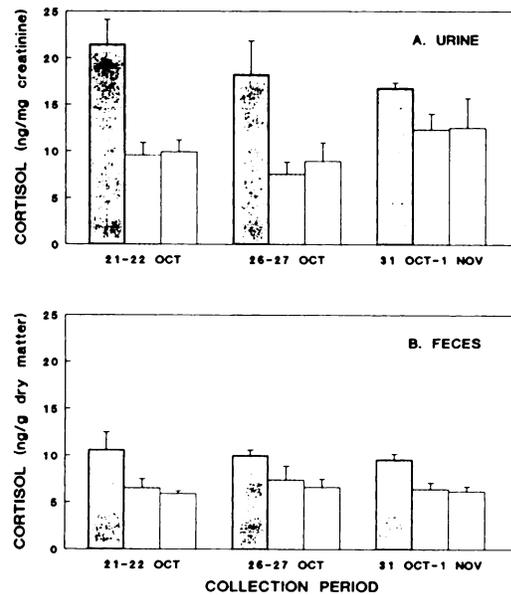 A. URINE
CORTISOL (ng/mg creatinine)
25
20
15
10
5
0
21-22 OCT
26-27 OCT
31 OCT-1 NOV
B. FECES
CORTISOL (ng/g dry matter)
25
20
15
10
5
0
21-22 OCT
26-27 OCT
31 OCT-1 NOV
COLLECTION PERIOD